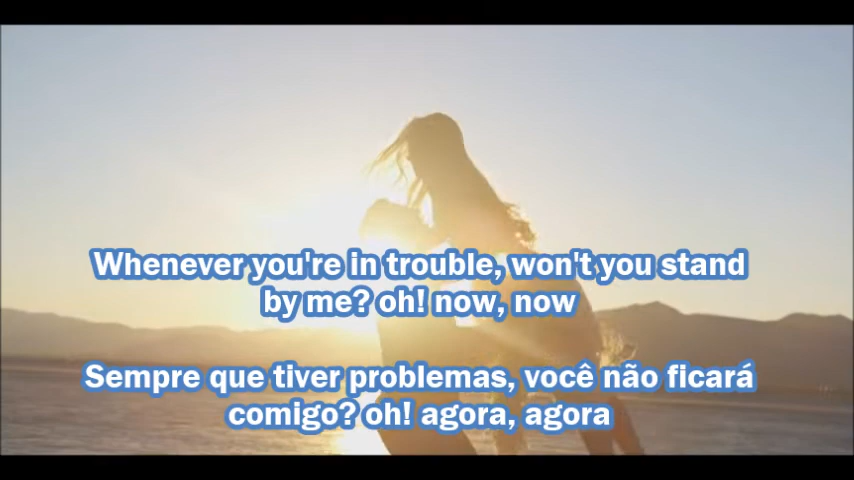 Whenever you're in trouble, won't you stand
by me? oh! now, now
Sempre que tiver problemas, você não ficará
comigo? oh! agora, agora